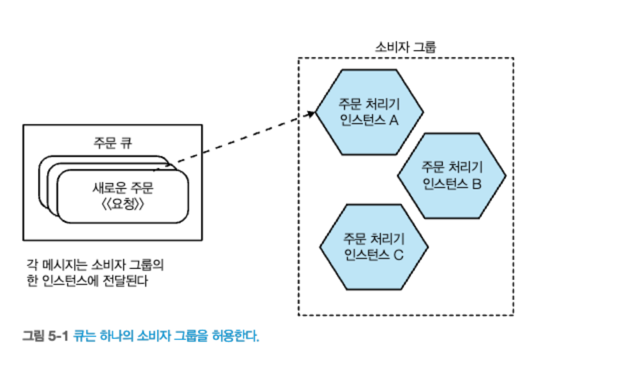 소비자 그룹
주문 처리기
인스턴스 A
주문 큐
주문 처리기
인스턴스 B
새로운 주문
《요청》
주문 처리기
인스턴스 C
각 메시지는 소비자 그룹의
한 인스턴스에 전달된다
그림 5-1 큐는 하나의 소비자 그룹을 허용한다.